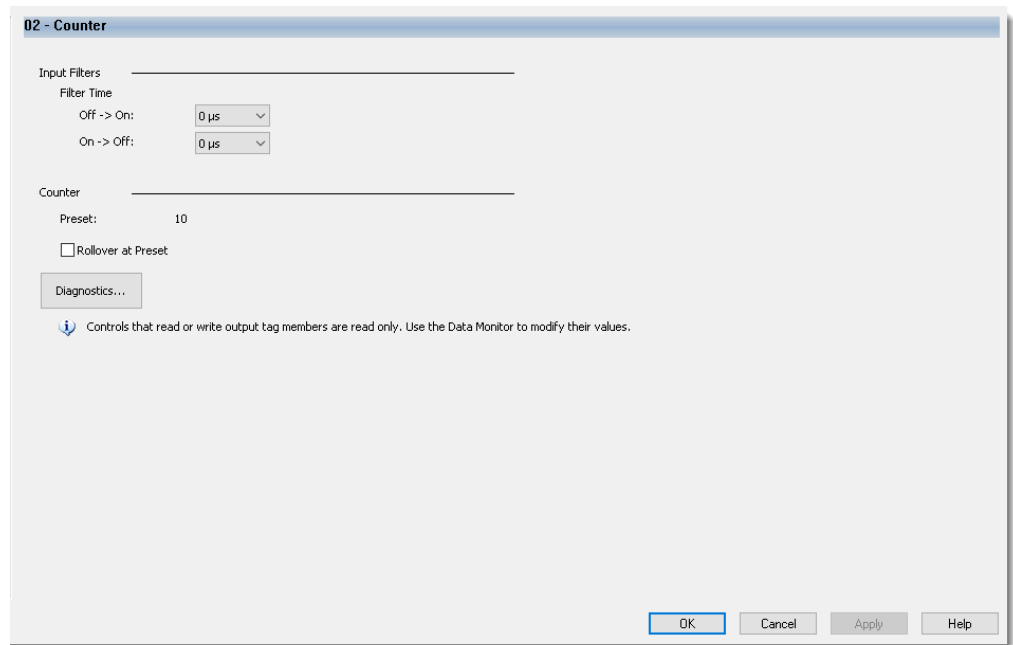 02 - Counter
Input Filters
Filter Time
Off -> On: 0 µs
On -> Off: 0 µs
Counter
Preset: 10
Rollover at Preset
Diagnostics...
Controls that read or write output tag members are read only. Use the Data Monitor to modify their values.
OK Cancel Apply Help